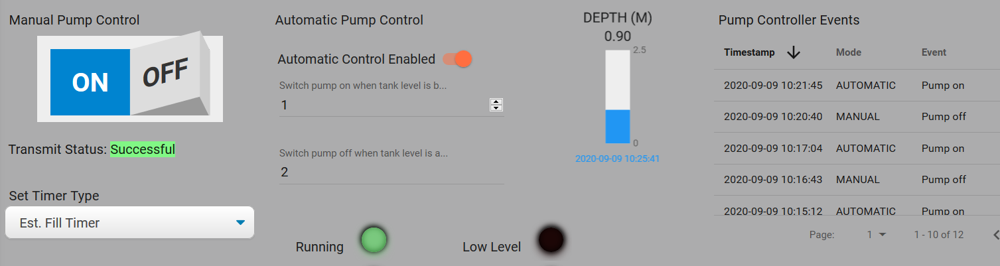 Manual Pump Control
ON
OFF
Transmit Status: Successful
Set Timer Type
Est. Fill Timer
Automatic Pump Control
Automatic Control Enabled
Switch pump on when tank level is b...
1
Switch pump off when tank level is a...
2
Running
Low Level
DEPTH (M)
0.90
2.5
0
2020-09-09 10:25:41
Pump Controller Events
Timestamp Mode Event
2020-09-09 10:21:45 AUTOMATIC Pump on
2020-09-09 10:20:40 MANUAL Pump off
2020-09-09 10:17:04 AUTOMATIC Pump on
2020-09-09 10:16:43 MANUAL Pump off
2020-09-09 10:15:12 AUTOMATIC Pump on
Page: 1 1 - 10 of 12